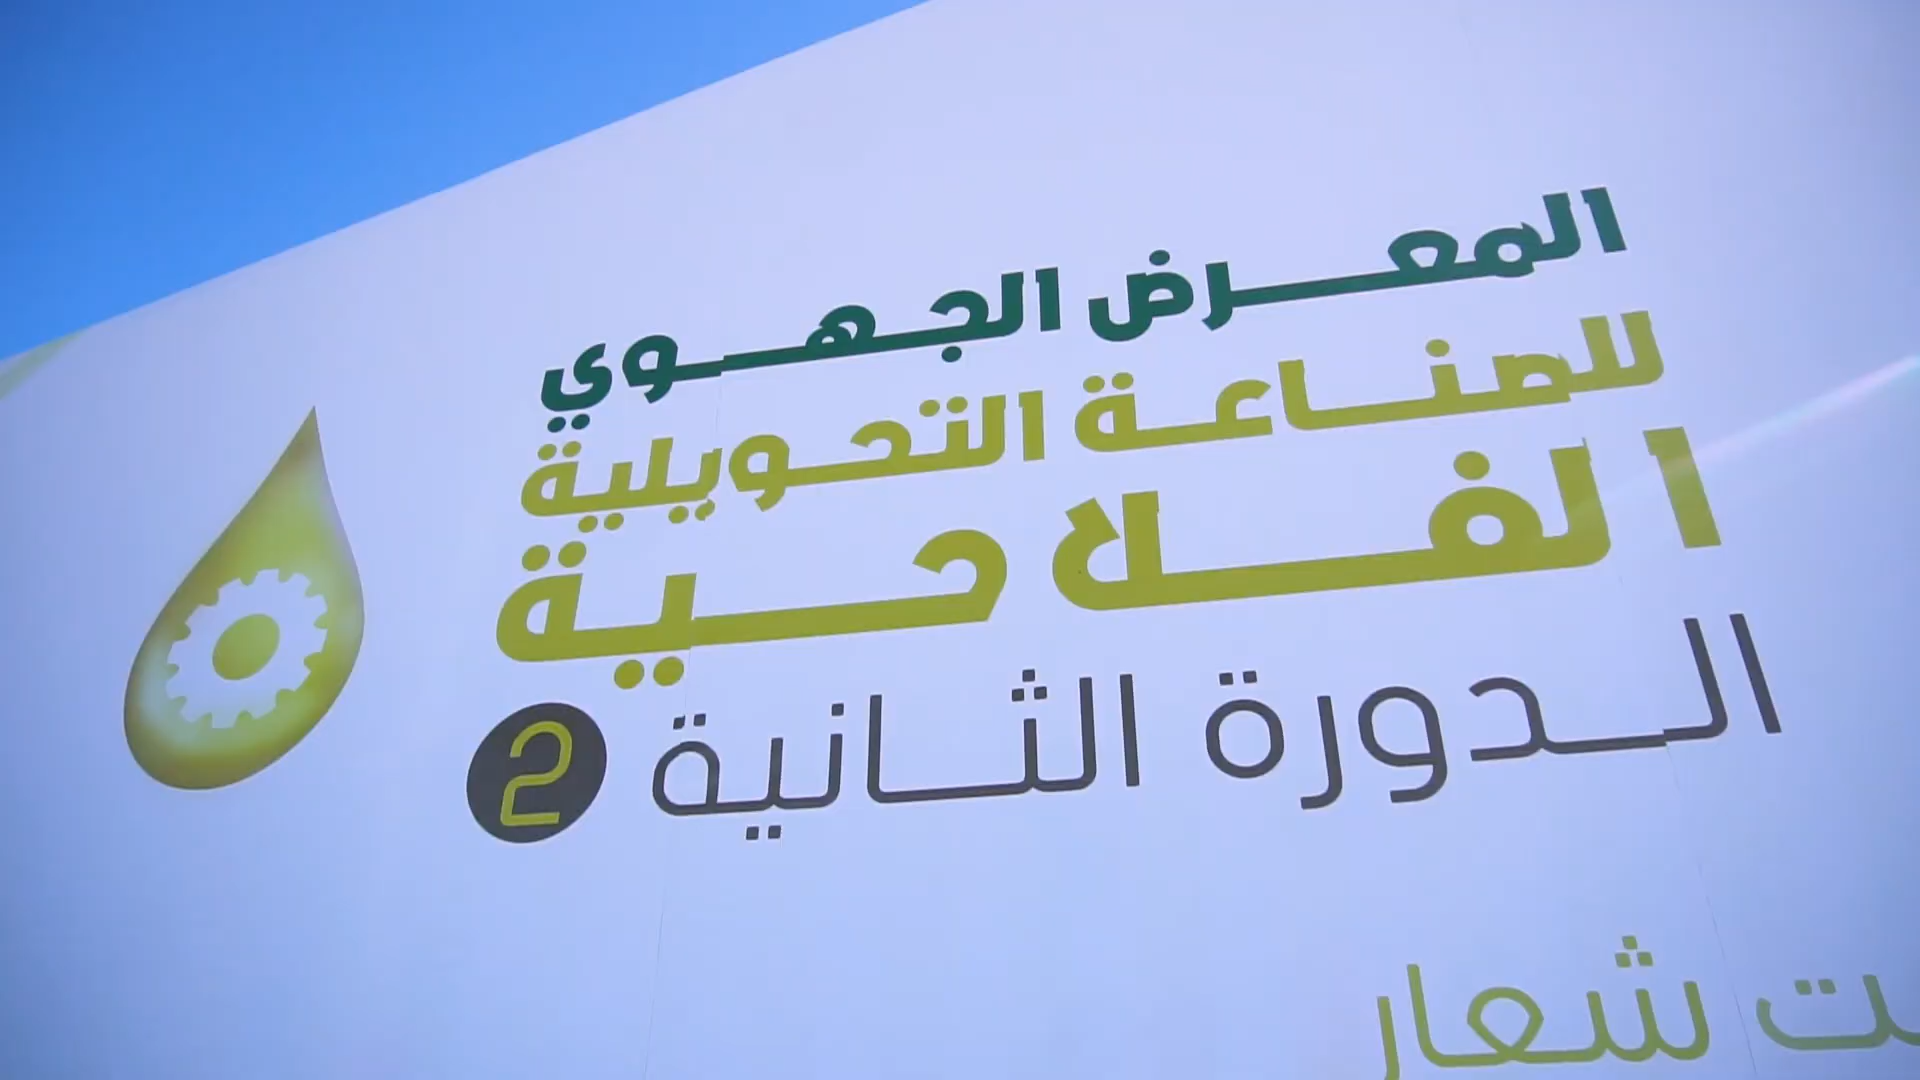 المعرض الجهوي
للصناعة التحويلية
الفلاحية
الدورة الثانية 2
شعار